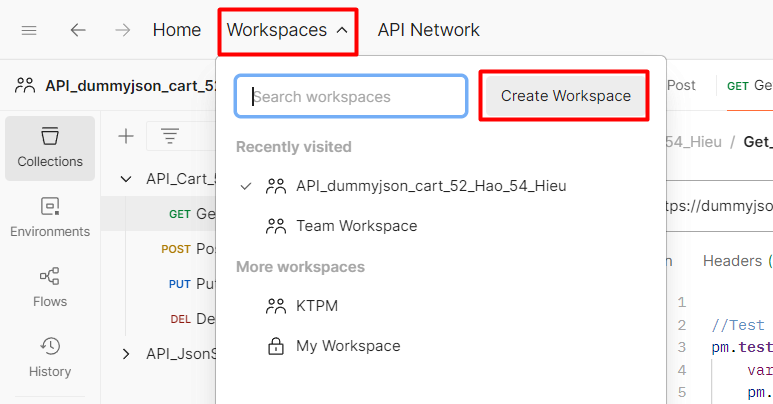 Home Workspaces API Network
API_dummyjson_cart_52
Search workspaces
Create Workspace
Post
GET Ge
Collections
Environments
Flows
History
API_Cart_5
GET Ge
POST Po
PUT Pu
DEL De
API_JsonS
Recently visited
API_dummyjson_cart_52_Hao_54_Hieu
Team Workspace
More workspaces
KTPM
My Workspace
54_Hieu / Get_
tps://dummyjso
n Headers (
1
2 //Test
3 pm.test
4 var
5 pm.